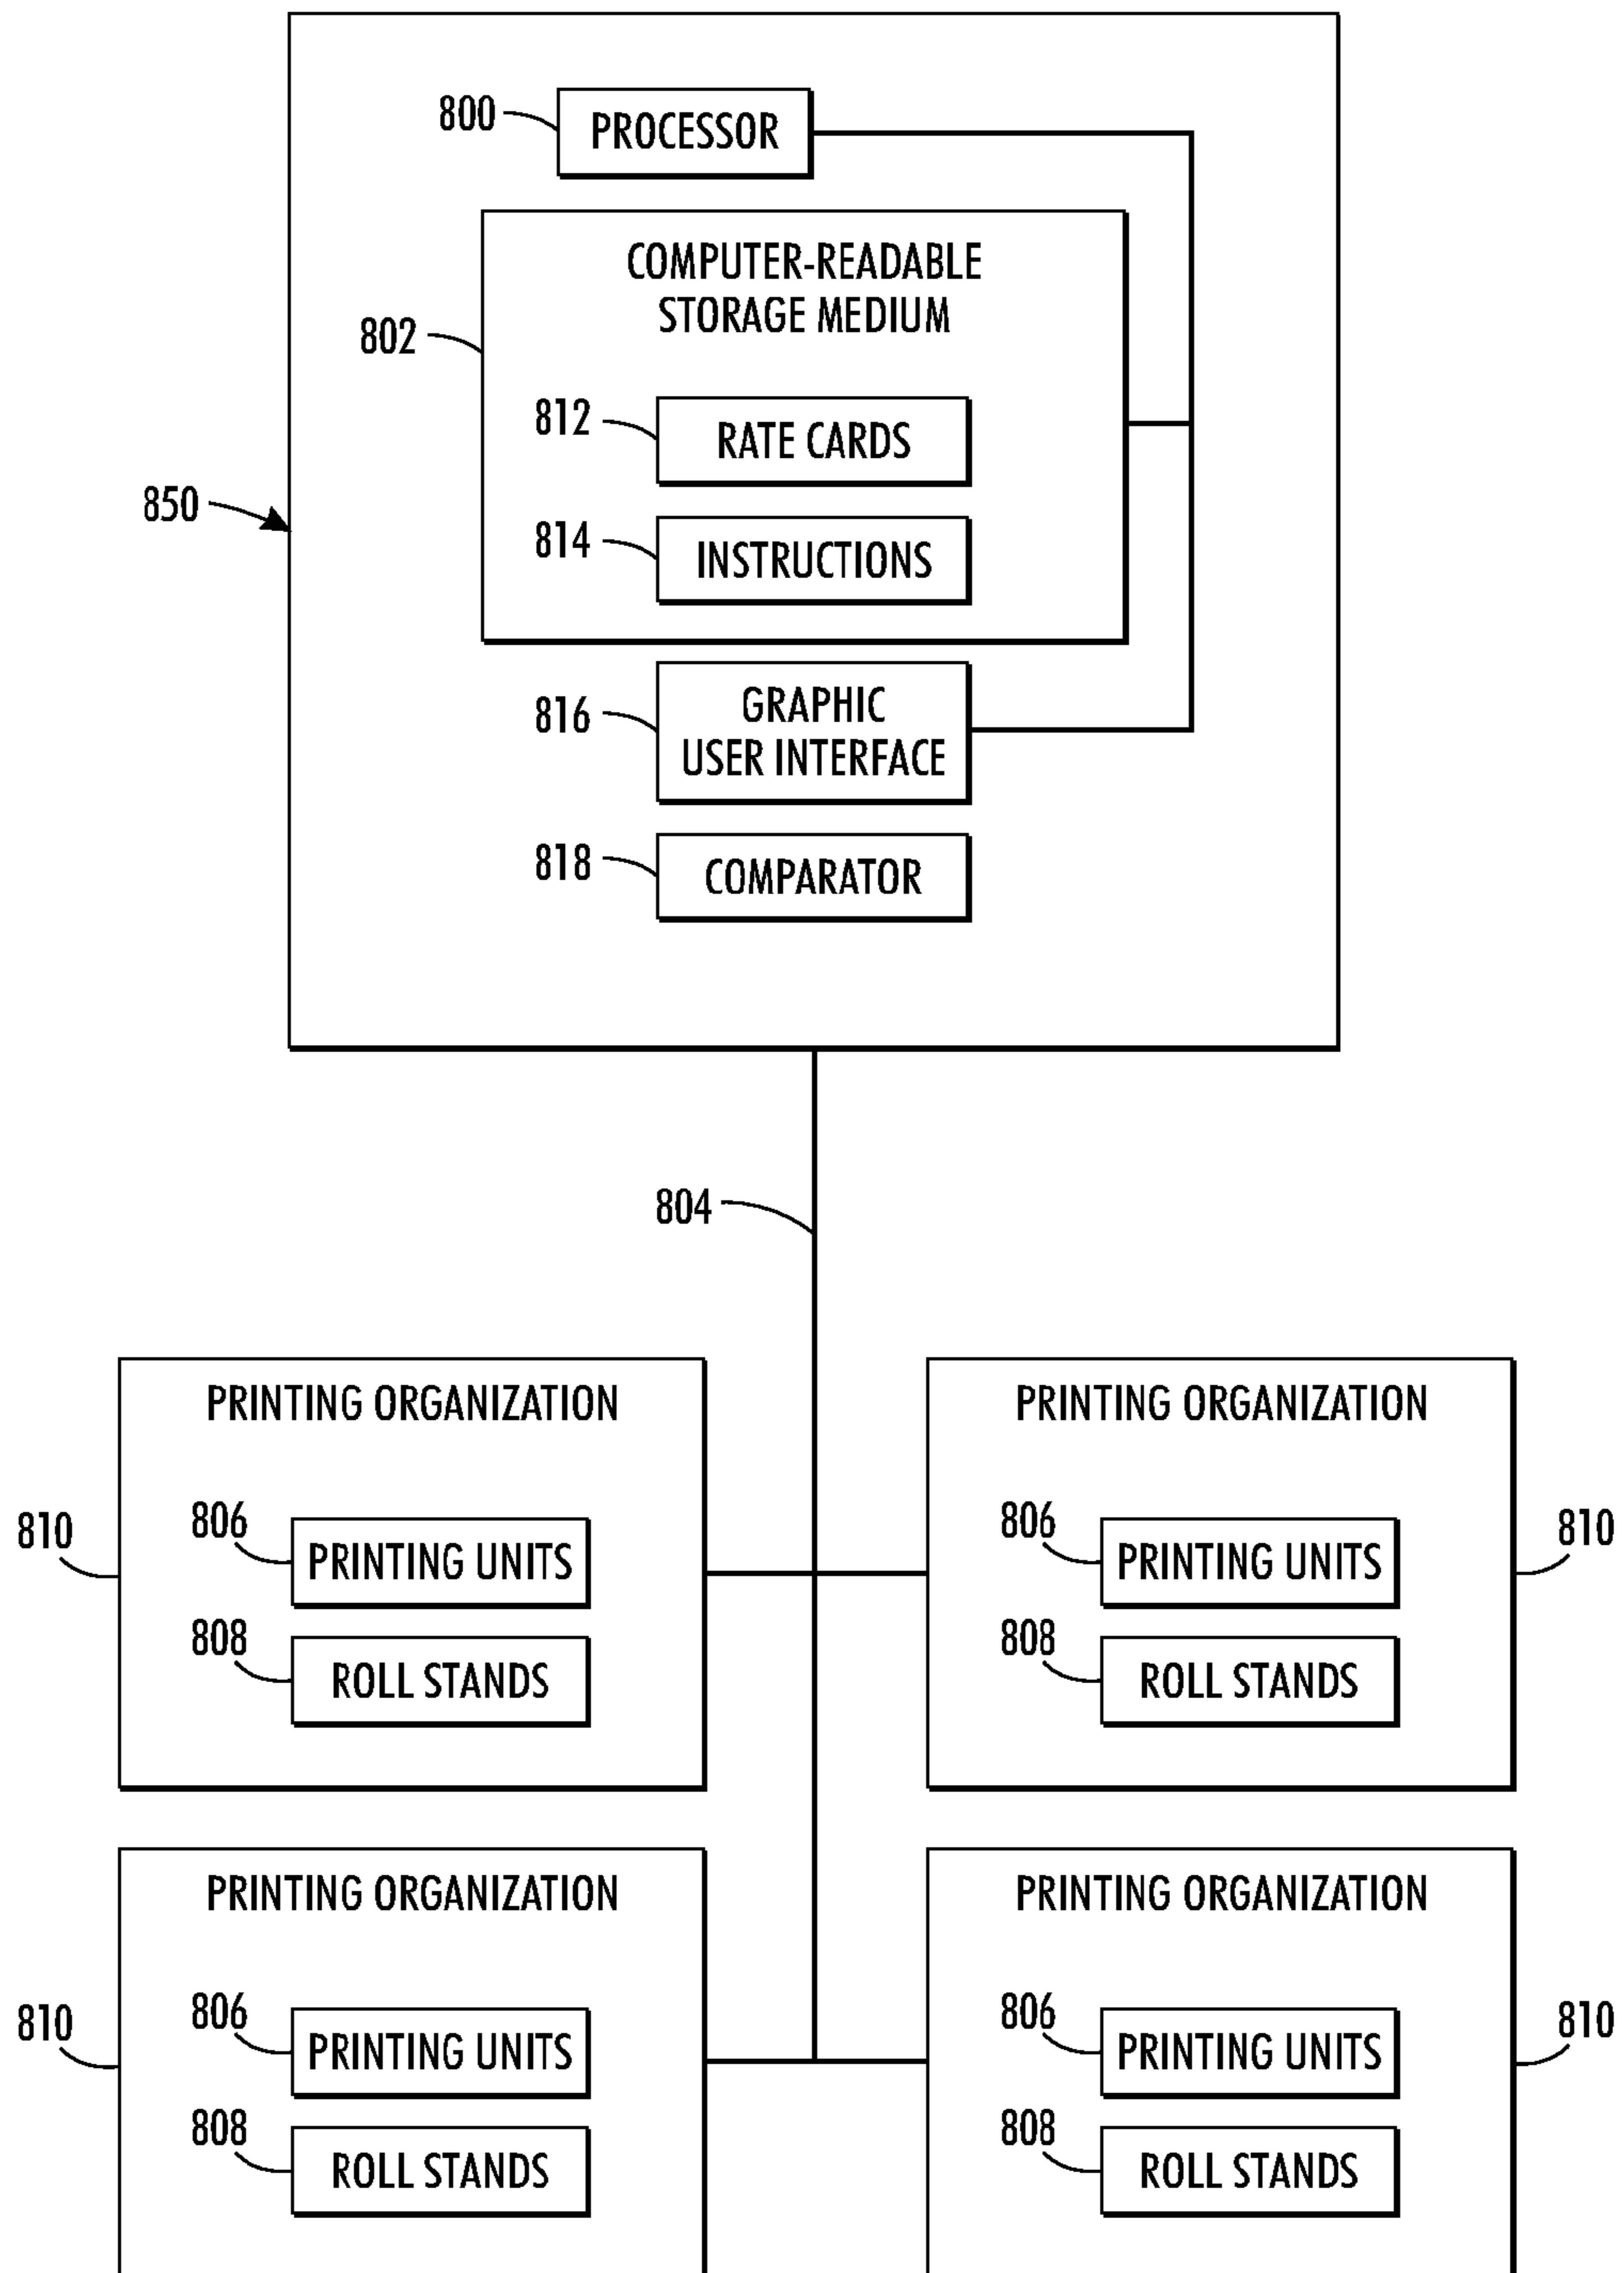 800
PROCESSOR
COMPUTER-READABLE
STORAGE MEDIUM
802
812
RATE CARDS
850
814
INSTRUCTIONS
816
GRAPHIC
USER INTERFACE
818
COMPARATOR
804
PRINTING ORGANIZATION
810
806
PRINTING UNITS
808
ROLL STANDS
PRINTING ORGANIZATION
806
PRINTING UNITS
810
808
ROLL STANDS
PRINTING ORGANIZATION
810
806
PRINTING UNITS
808
ROLL STANDS
PRINTING ORGANIZATION
806
PRINTING UNITS
810
808
ROLL STANDS